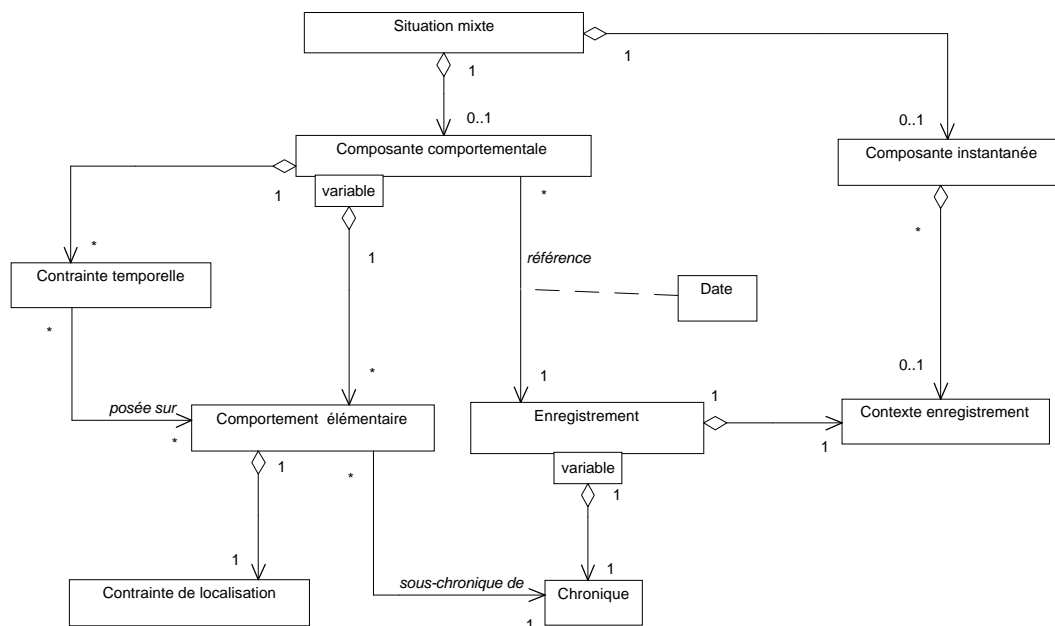 Situation mixte
1
1
0..1
0..1
Composante comportementale
Composante instantanée
1
variable
*
*
*
1
référence
Contrainte temporelle
Date
*
0..1
*
1
1
posée sur
Comportement élémentaire
Enregistrement
Contexte enregistrement
*
1
*
variable
1
1
1
1
sous-chronique de
Contrainte de localisation
Chronique
1